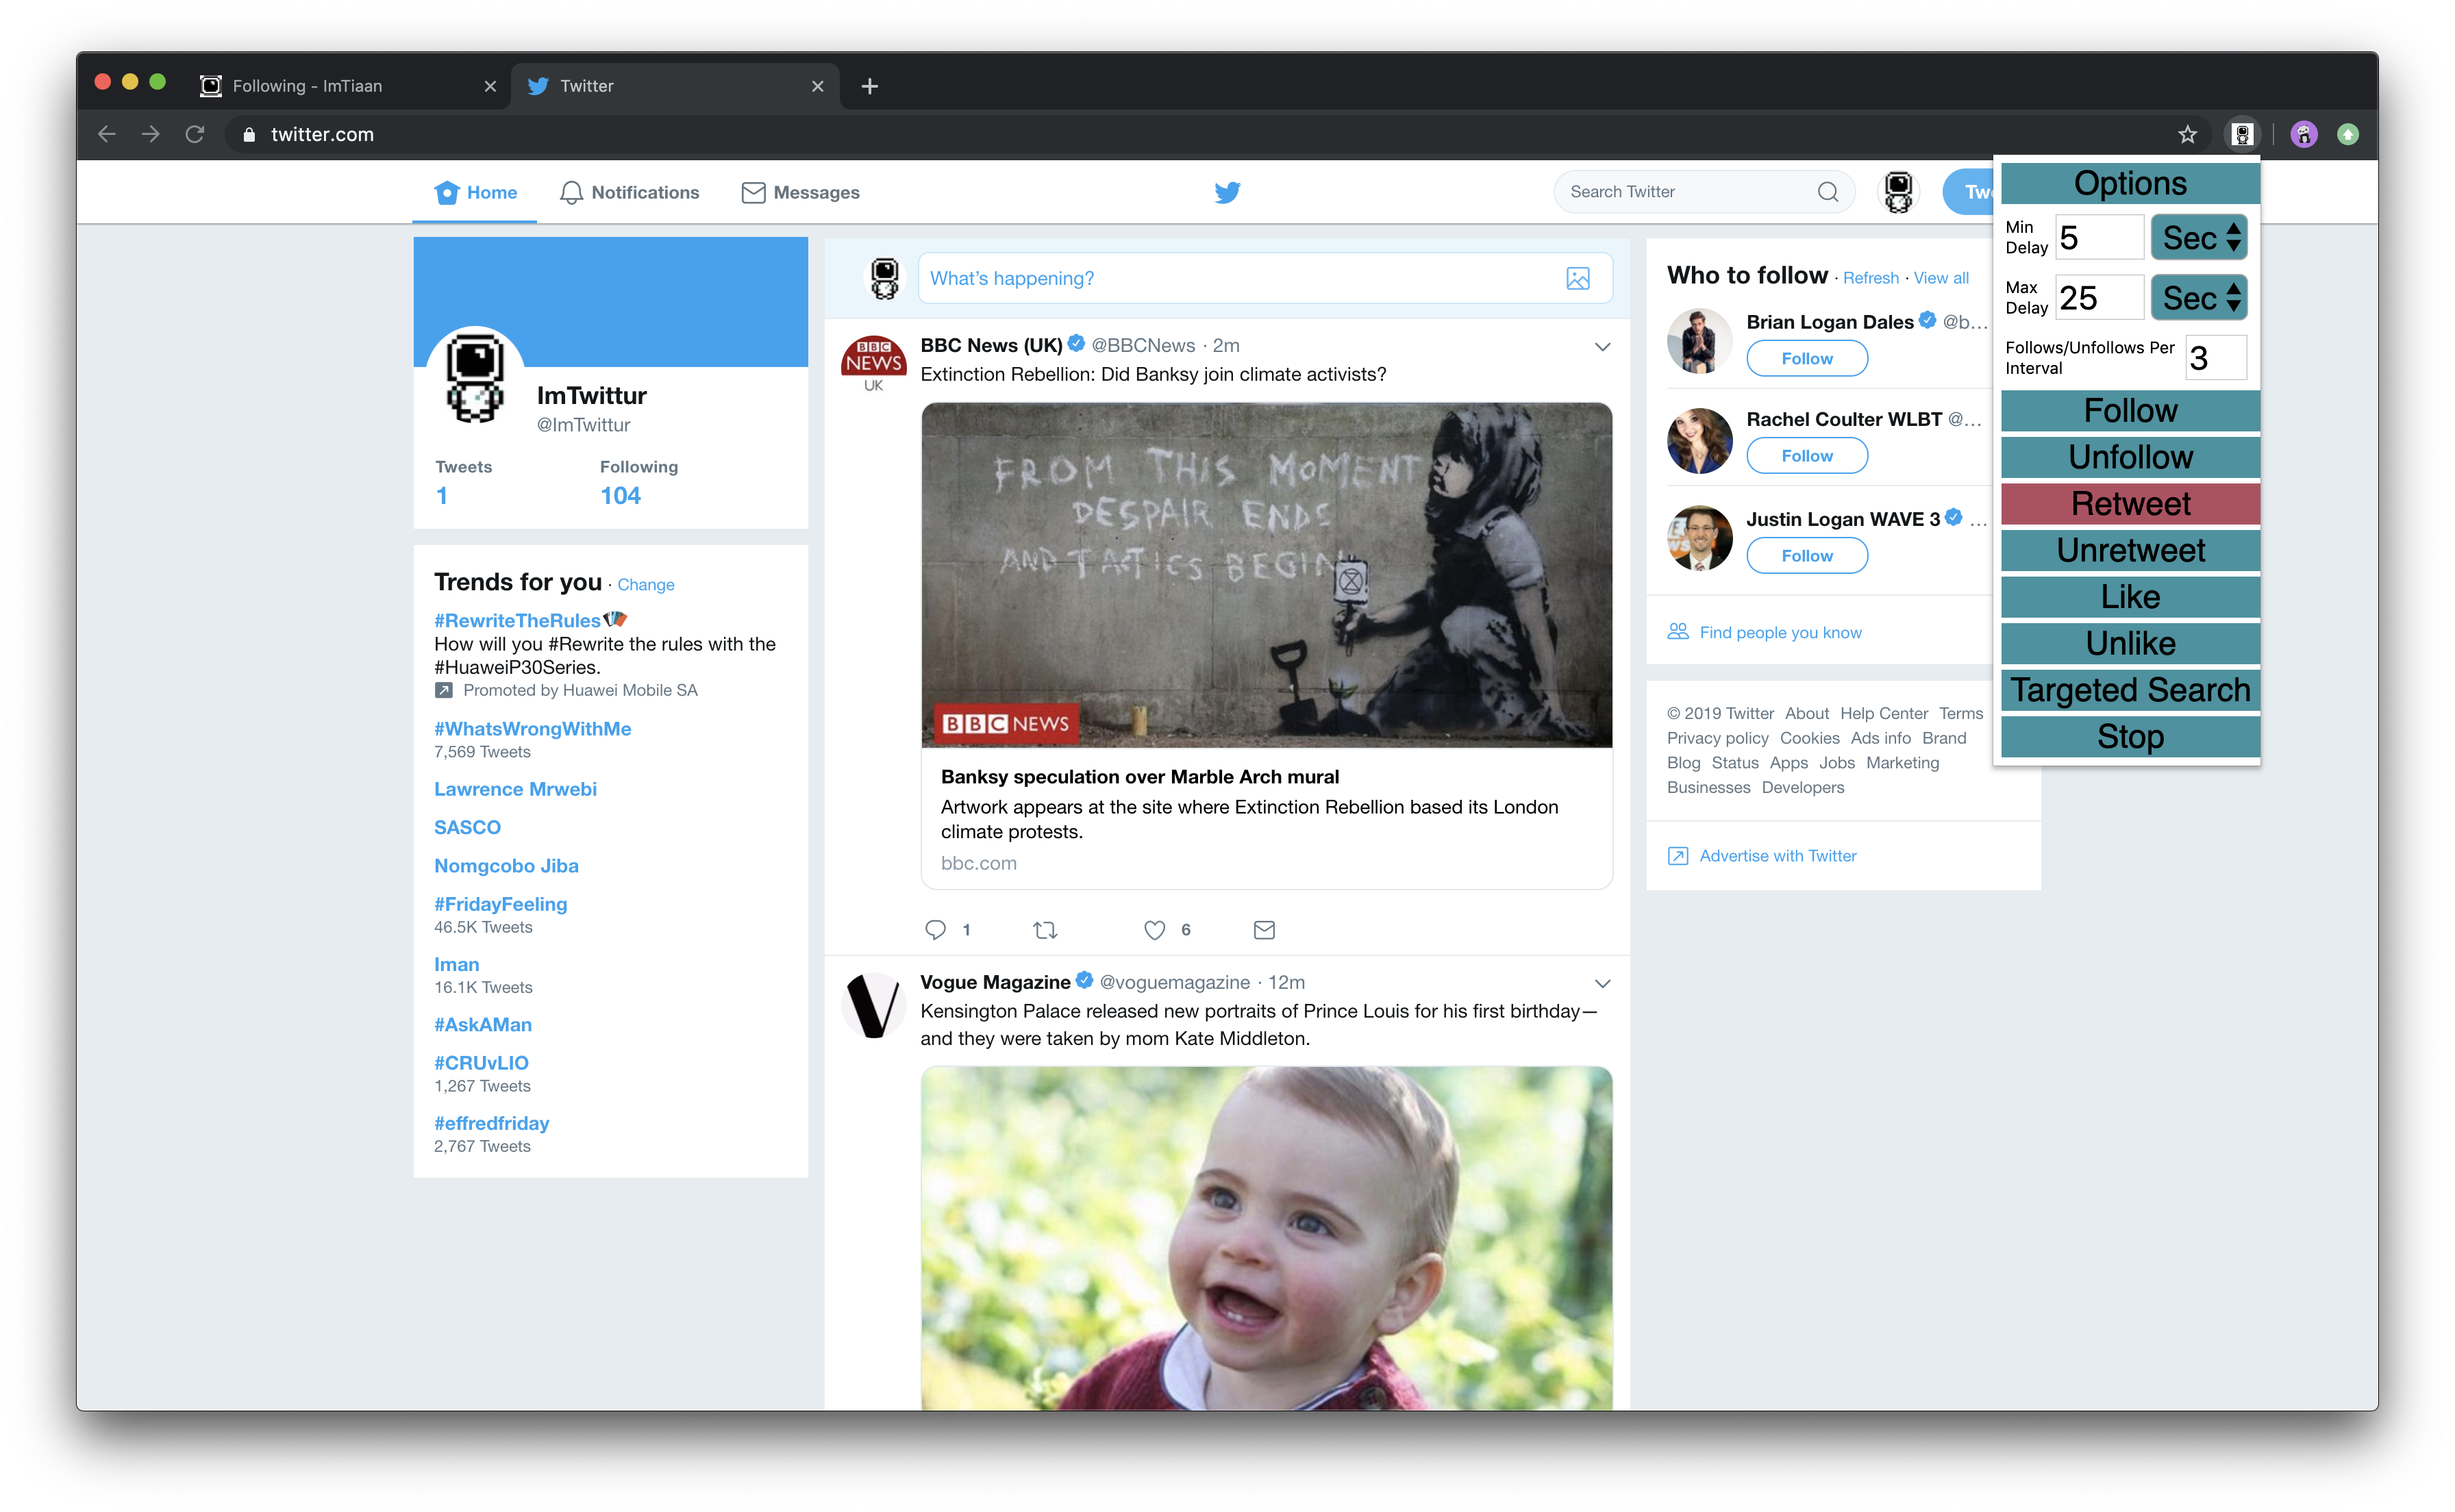 Following - ImTiaan
Twitter
twitter.com
Home
Notifications
Messages
Search Twitter
Options
Min Delay 5 Sec
Max Delay 25 Sec
Follows/Unfollows Per Interval 3
Follow
Unfollow
Retweet
Unretweet
Like
Unlike
Targeted Search
Stop
ImTwittur
@ImTwittur
Tweets Following
1 104
Trends for you · Change
#RewriteTheRules
How will you #Rewrite the rules with the
#HuaweiP30Series.
Promoted by Huawei Mobile SA
#WhatsWrongWithMe
7,569 Tweets
Lawrence Mrwebi
SASCO
Nomgcobo Jiba
#FridayFeeling
46.5K Tweets
Iman
16.1K Tweets
#AskAMan
#CRUvLIO
1,267 Tweets
#effredfriday
2,767 Tweets
What's happening?
BBC NEWS UK
BBC News (UK) @BBCNews · 2m
Extinction Rebellion: Did Banksy join climate activists?
FROM THIS MOMENT
DESPAIR ENDS
AND TACTICS BEGIN
BBC NEWS
Banksy speculation over Marble Arch mural
Artwork appears at the site where Extinction Rebellion based its London
climate protests.
bbc.com
1 6
Vogue Magazine @voguemagazine · 12m
Kensington Palace released new portraits of Prince Louis for his first birthday—
and they were taken by mom Kate Middleton.
Who to follow · Refresh · View all
Brian Logan Dales @b...
Follow
Rachel Coulter WLBT @...
Follow
Justin Logan WAVE 3 ...
Follow
Find people you know
© 2019 Twitter About Help Center Terms
Privacy policy Cookies Ads info Brand
Blog Status Apps Jobs Marketing
Businesses Developers
Advertise with Twitter